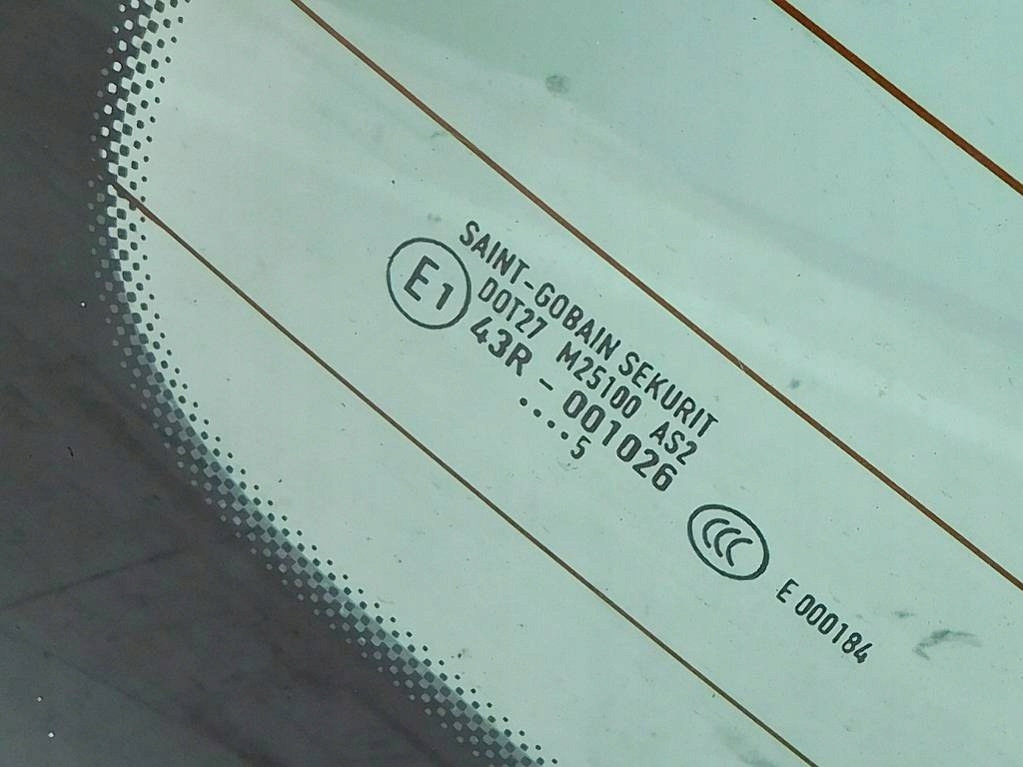 E1
SAINT-GOBAIN SEKURIT
DOT27 M25100 AS2
43R - 001026
....5
CCC
E 000184